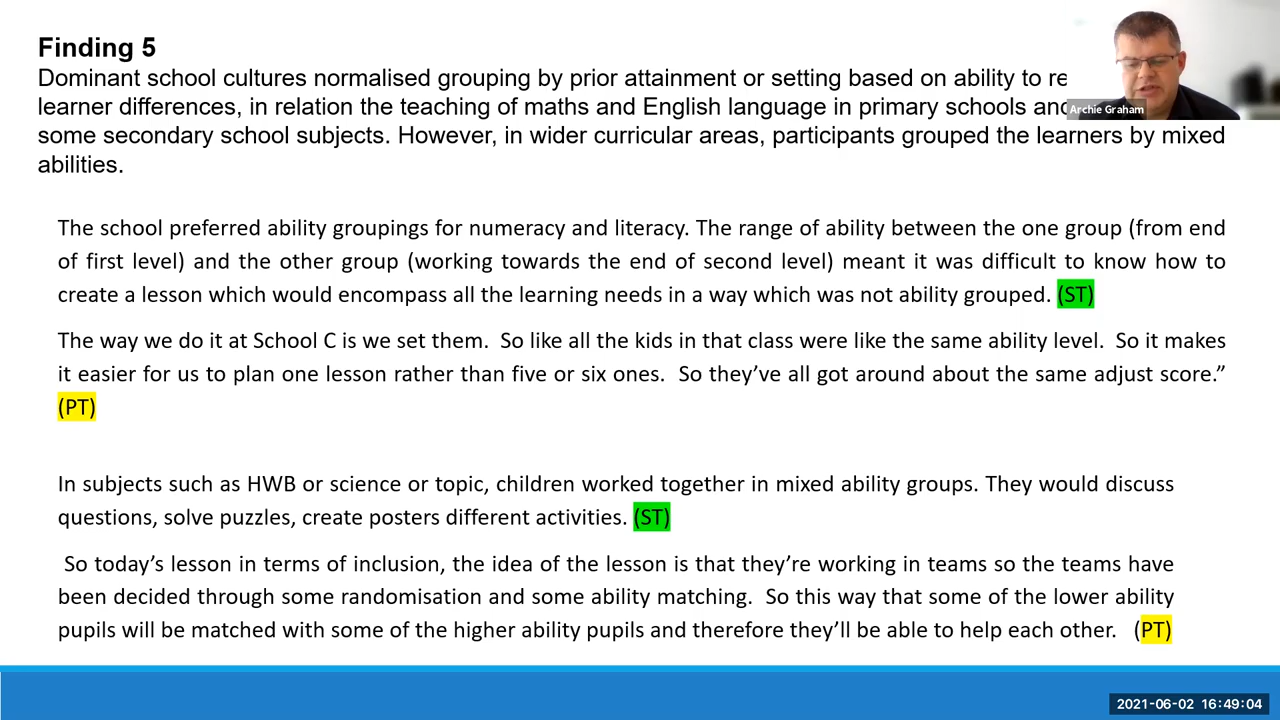 Finding 5
Dominant school cultures normalised grouping by prior attainment or setting based on ability to
learner differences, in relation the teaching of maths and English language in primary schools
some secondary school subjects. However, in wider curricular areas, participants grouped the learners by mixed
abilities.
Archie Graham
The school preferred ability groupings for numeracy and literacy. The range of ability between the one group (from end
of first level) and the other group (working towards the end of second level) meant it was difficult to know how to
create a lesson which would encompass all the learning needs in a way which was not ability grouped. (ST)
The way we do it at School C is we set them. So like all the kids in that class were like the same ability level. So it makes
it easier for us to plan one lesson rather than five or six ones. So they’ve all got around about the same adjust score.”
(PT)
In subjects such as HWB or science or topic, children worked together in mixed ability groups. They would discuss
questions, solve puzzles, create posters different activities. (ST)
So today’s lesson in terms of inclusion, the idea of the lesson is that they’re working in teams so the teams have
been decided through some randomisation and some ability matching. So this way that some of the lower ability
pupils will be matched with some of the higher ability pupils and therefore they’ll be able to help each other. (PT)
2021-06-02 16:49:04